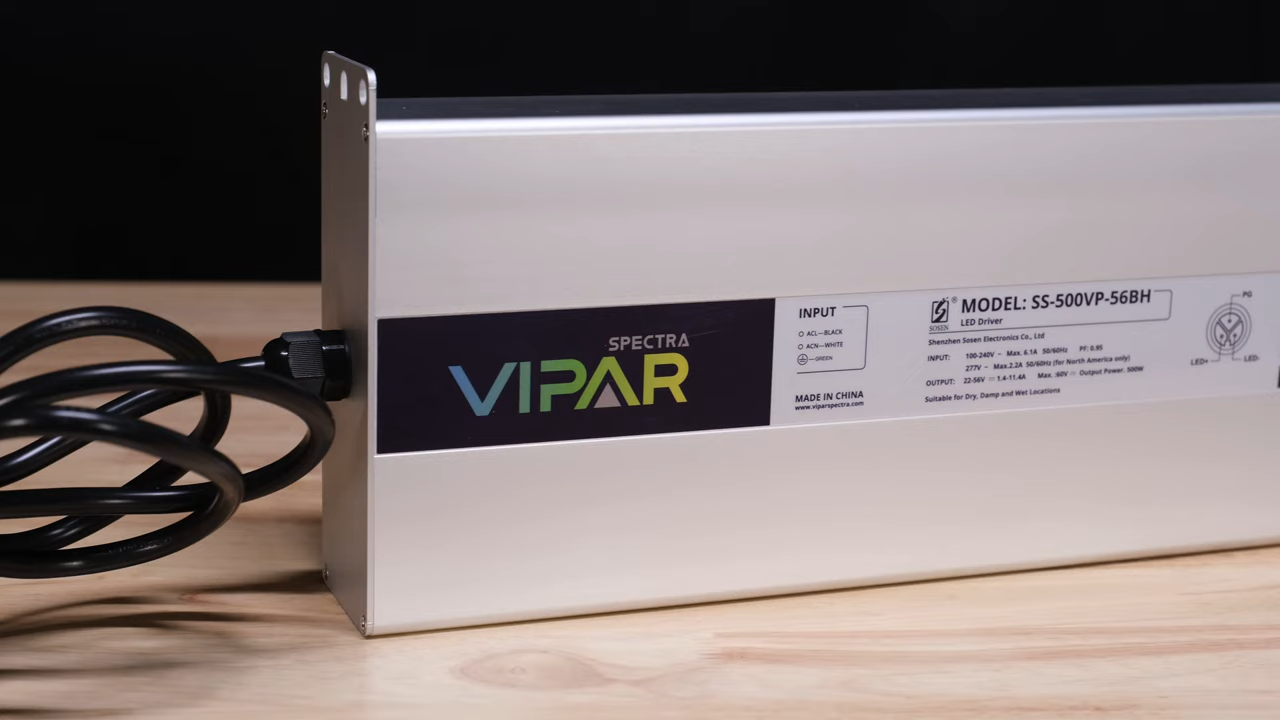 SPECTRA
VIPAR
INPUT
ACL—BLACK
ACN—WHITE
GREEN
MADE IN CHINA
www.viparspectra.com
SOSEN
®
MODEL: SS-500VP-56BH
LED Driver
Shenzhen Sosen Electronics Co., Ltd
INPUT: 100-240V ~ Max. 6.1A 50/60Hz PF: 0.95
277V ~ Max.2.2A 50/60Hz (for North America only)
OUTPUT: 22-56V ⎓ 1.4-11.4A Max. :60V ⎓ Output Power. 500W
Suitable for Dry, Damp and Wet Locations
PG
LED+ LED-